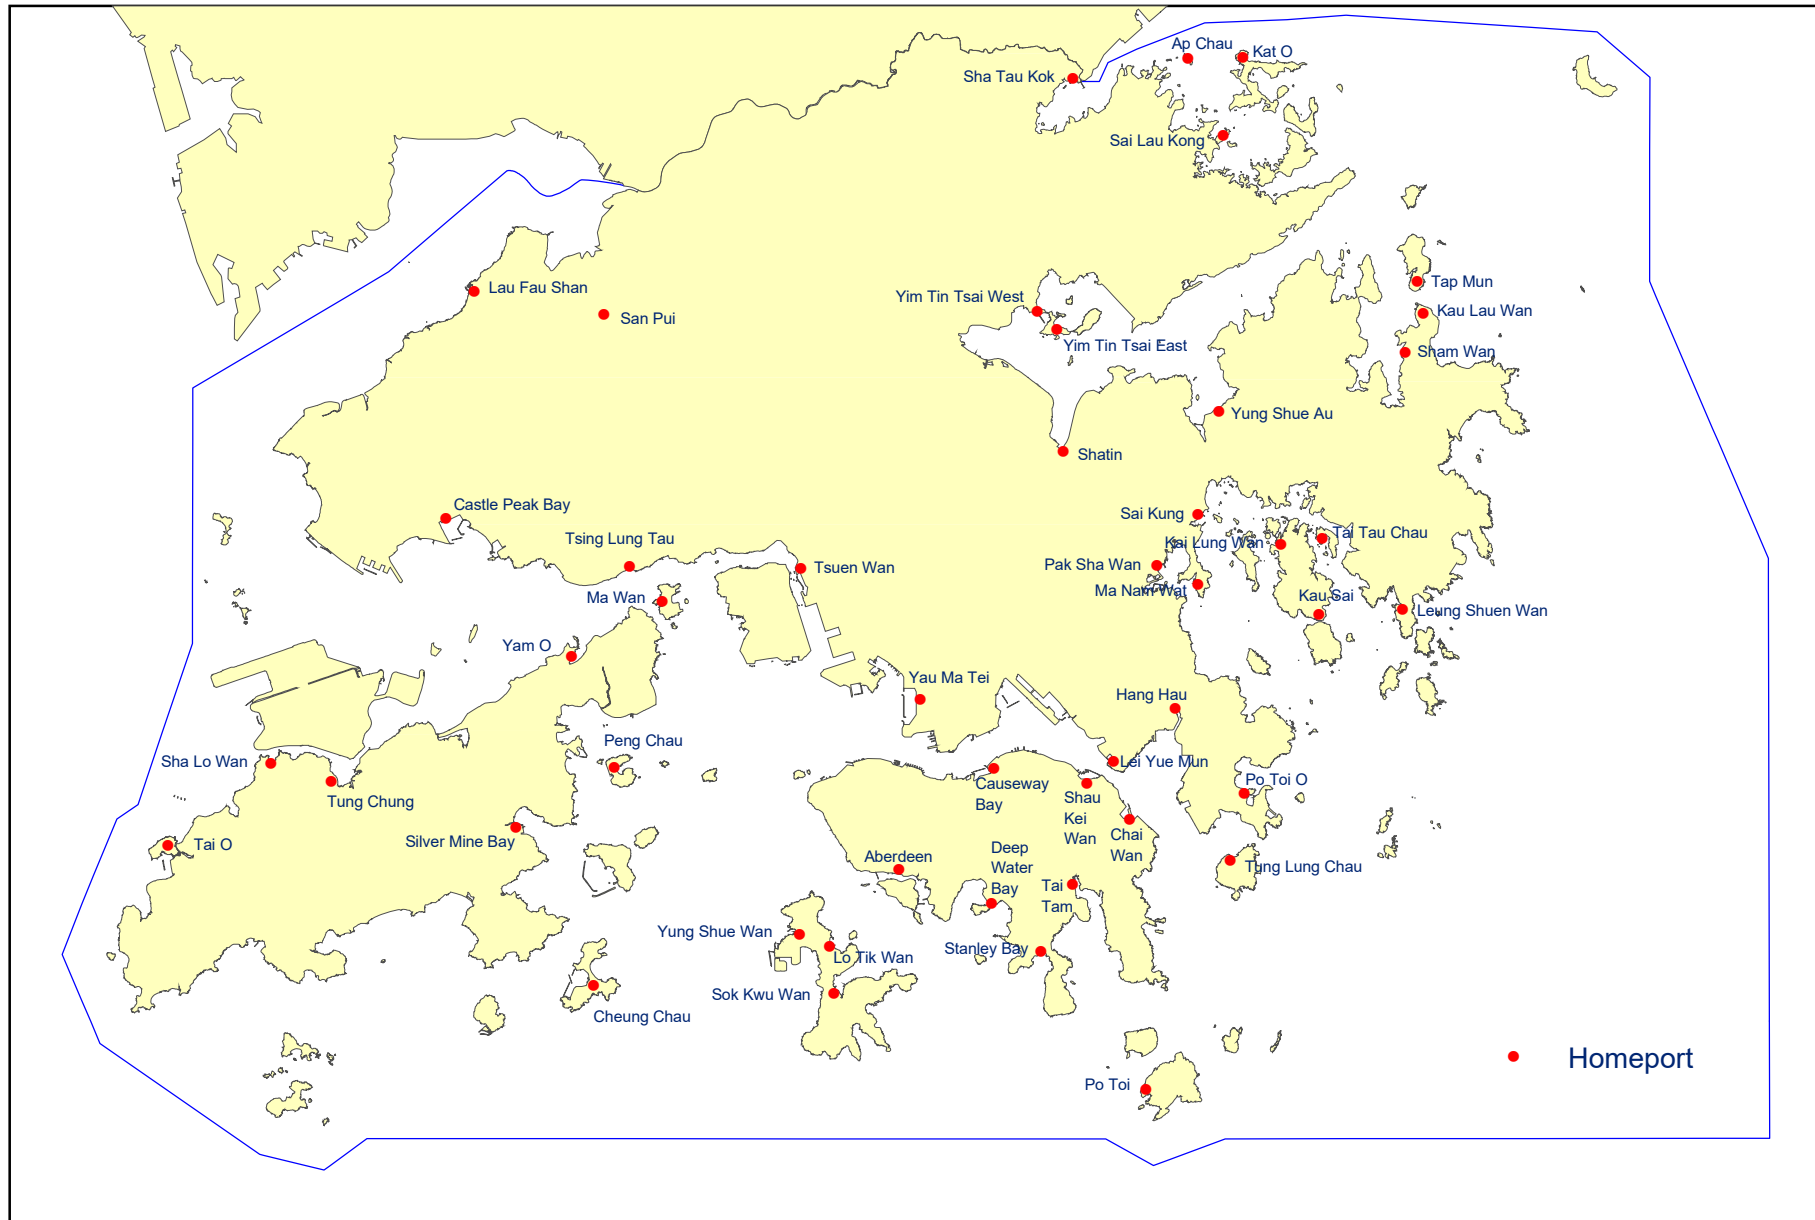 Ap Chau
Kat O
Sha Tau Kok
Sai Lau Kong
Lau Fau Shan
San Pui
Yim Tin Tsai West
Yim Tin Tsai East
Tap Mun
Kau Lau Wan
Sham Wan
Yung Shue Au
Shatin
Castle Peak Bay
Tsing Lung Tau
Tsuen Wan
Ma Wan
Yam O
Sai Kung
Kai Lung Wan
Tai Tau Chau
Pak Sha Wan
Ma Nam Wat
Kau Sai
Leung Shuen Wan
Yau Ma Tei
Hang Hau
Sha Lo Wan
Tung Chung
Peng Chau
Lei Yue Mun
Causeway
Bay
Shau
Kei
Wan
Po Toi O
Chai
Wan
Tai O
Silver Mine Bay
Aberdeen
Deep
Water
Bay
Tai
Tam
Tung Lung Chau
Yung Shue Wan
Lo Tik Wan
Stanley Bay
Sok Kwu Wan
Cheung Chau
Po Toi
Homeport